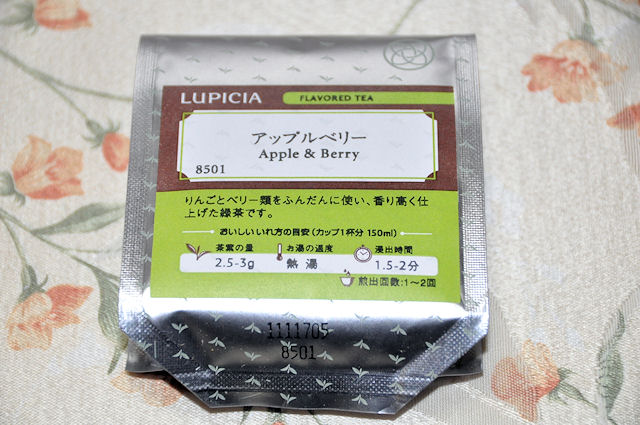 LUPICIA FLAVORED TEA
アップルベリー
Apple & Berry
8501
りんごとベリー類をふんだんに使い、香り高く仕
上げた緑茶です。
おいしいいれ方の目安(カップ1杯分 150ml)
茶葉の量 お湯の温度 浸出時間
2.5-3g 熱湯 1.5-2分
煎出回数:1〜2回
1111705
8501